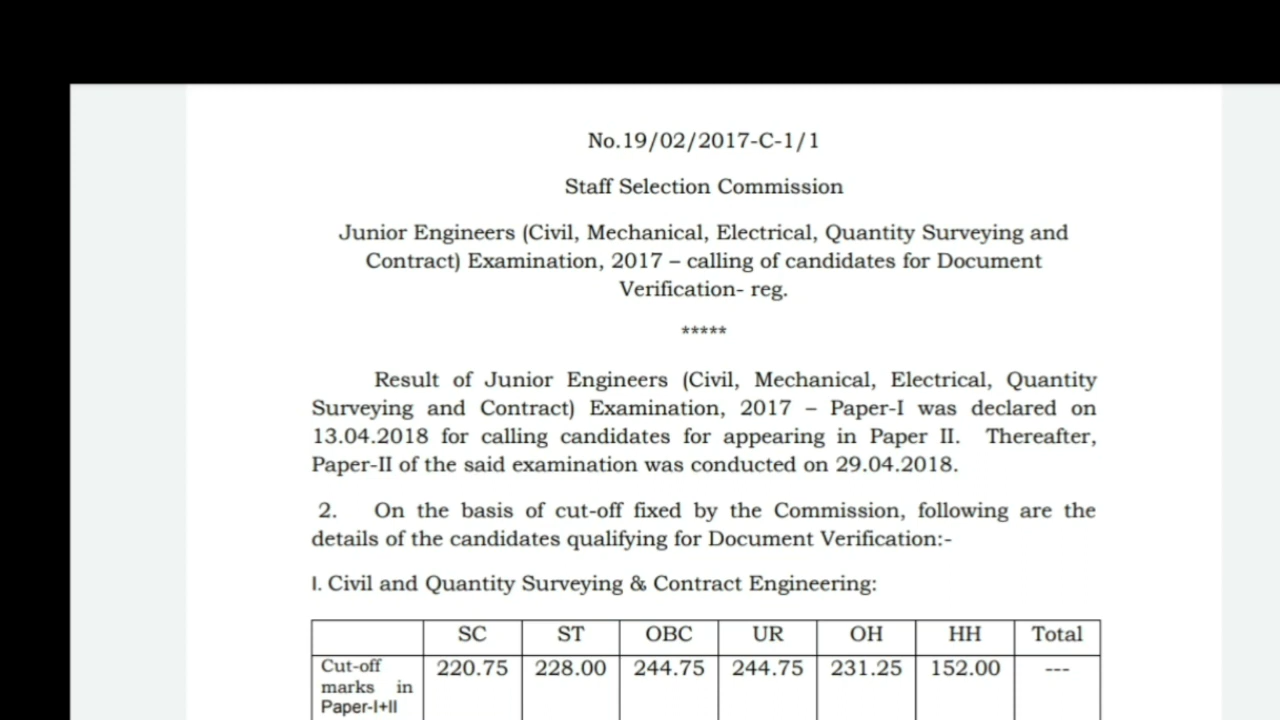 No.19/02/2017-C-1/1
Staff Selection Commission
Junior Engineers (Civil, Mechanical, Electrical, Quantity Surveying and
Contract) Examination, 2017 – calling of candidates for Document
Verification- reg.
*****
Result of Junior Engineers (Civil, Mechanical, Electrical, Quantity
Surveying and Contract) Examination, 2017 – Paper-I was declared on
13.04.2018 for calling candidates for appearing in Paper II. Thereafter,
Paper-II of the said examination was conducted on 29.04.2018.
2. On the basis of cut-off fixed by the Commission, following are the
details of the candidates qualifying for Document Verification:-
I. Civil and Quantity Surveying & Contract Engineering:
SC ST OBC UR OH HH Total
Cut-off 220.75 228.00 244.75 244.75 231.25 152.00 ---
marks in
Paper-I+II